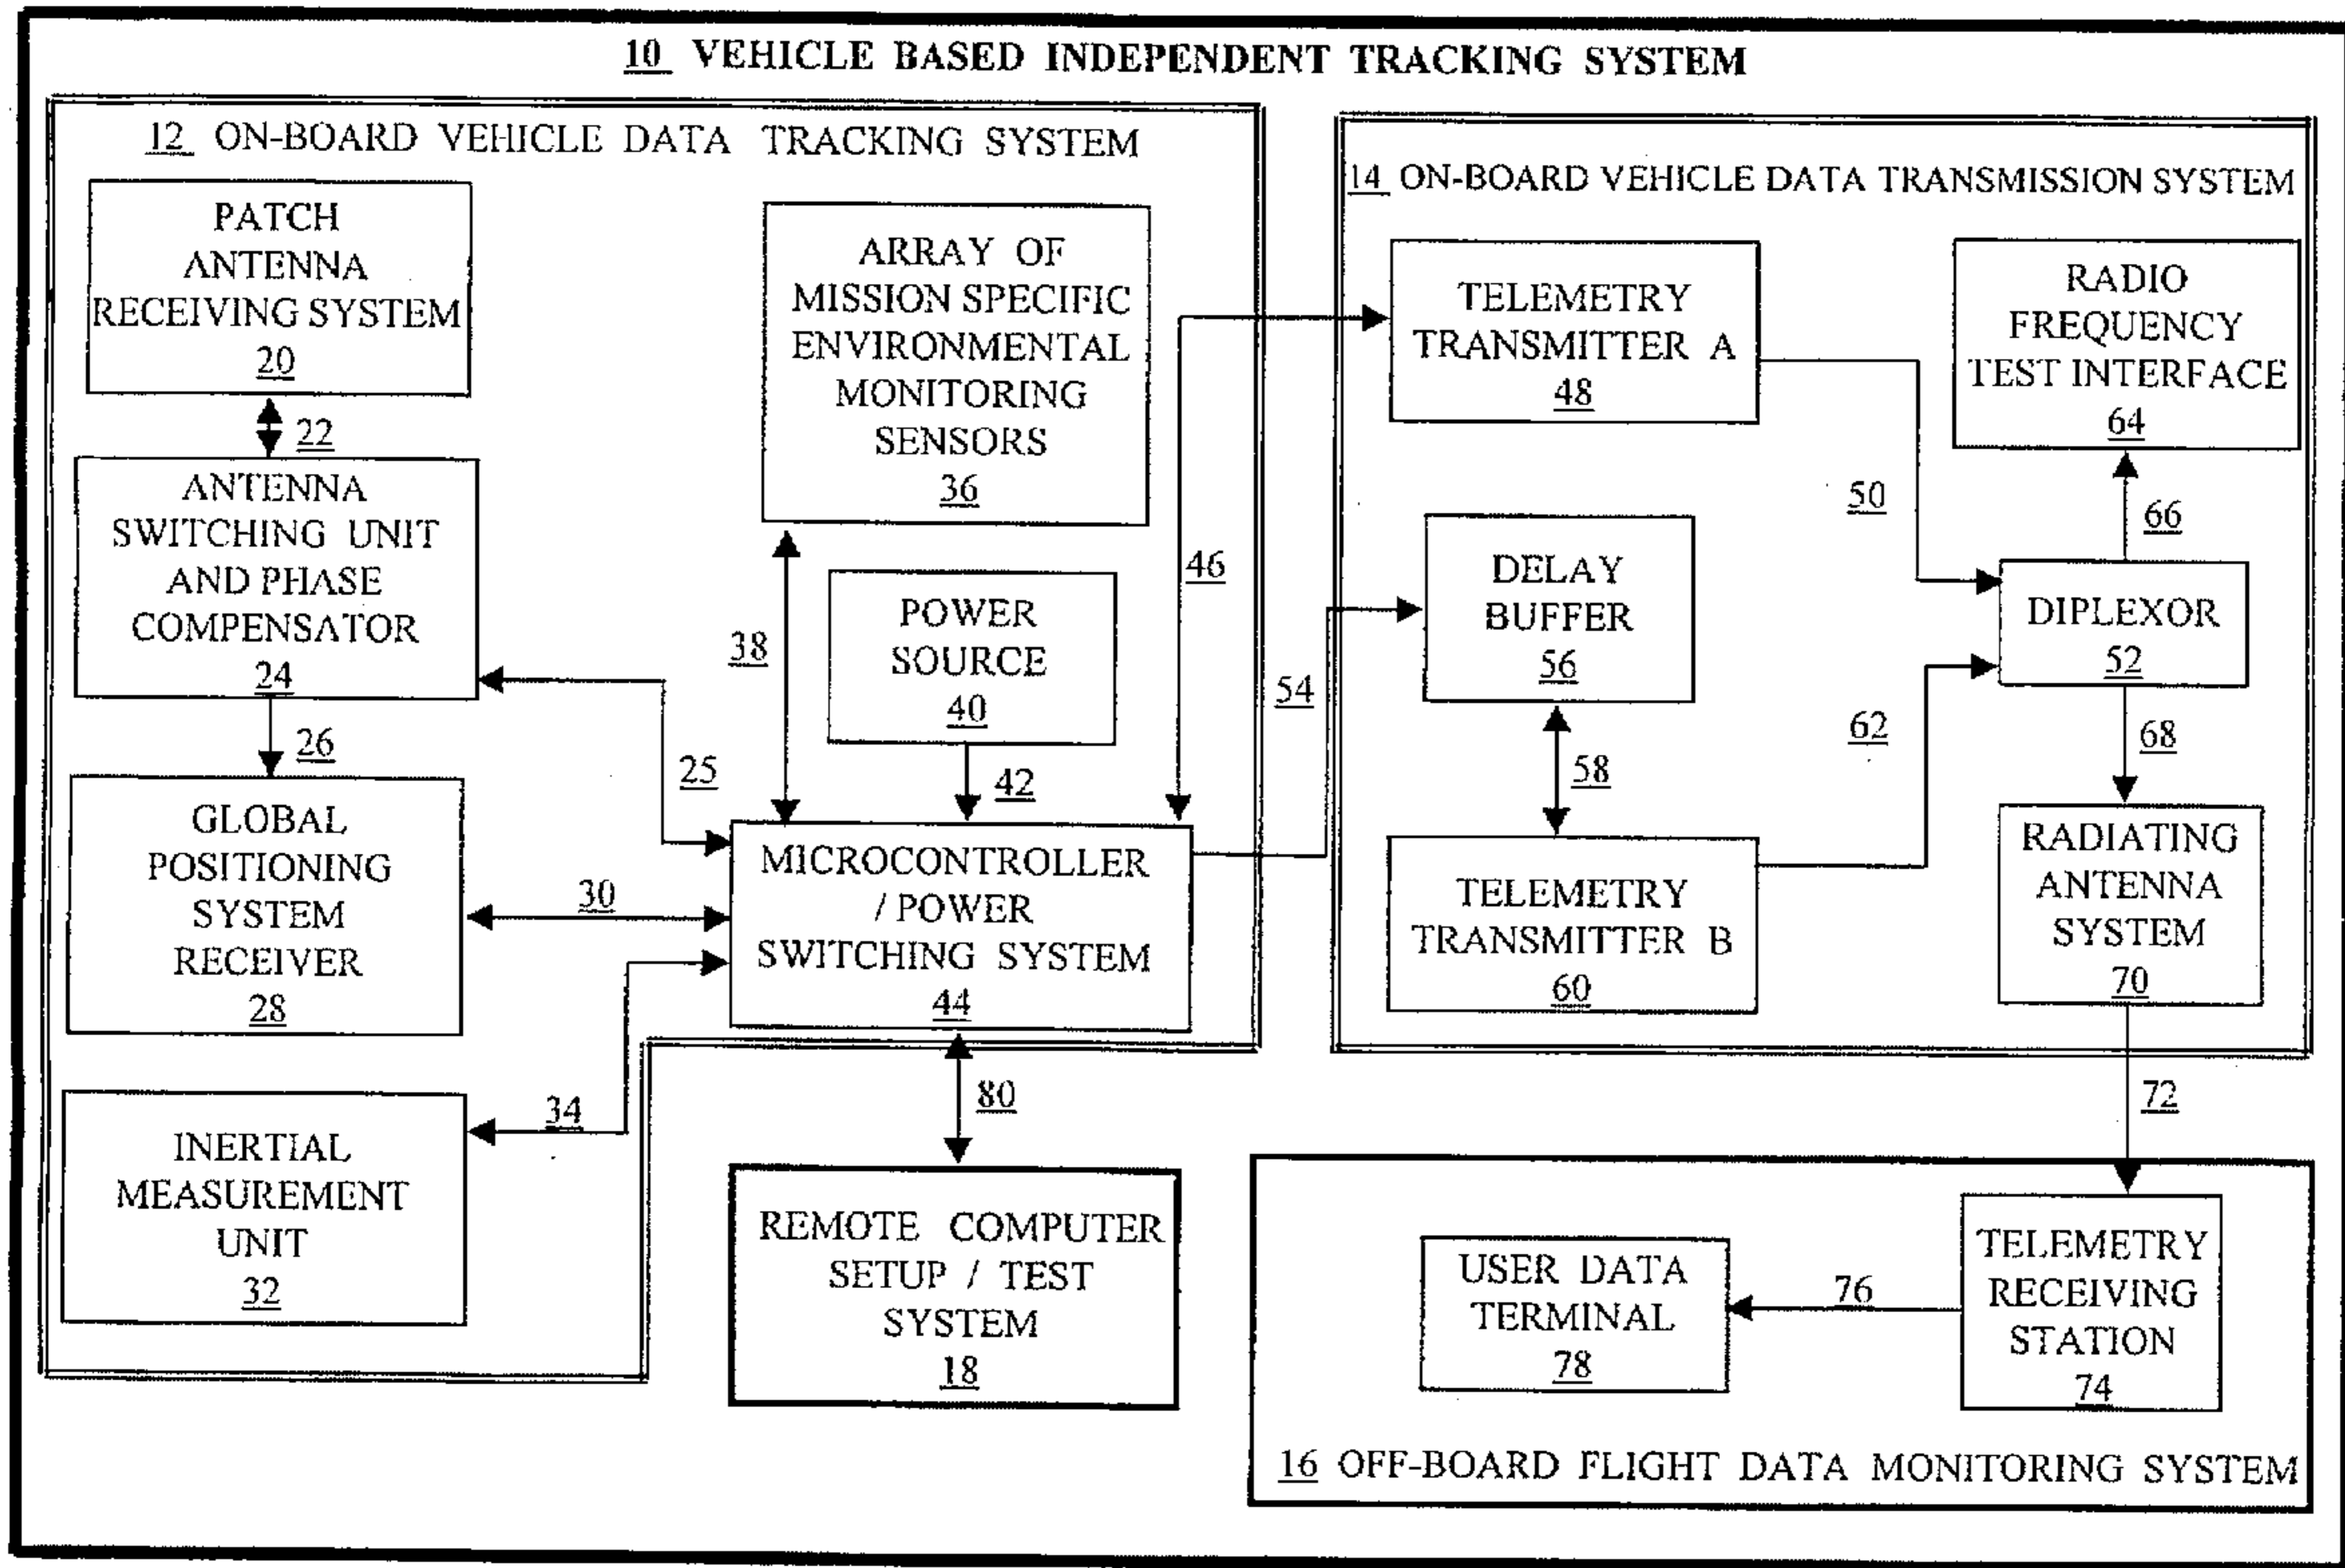 10 VEHICLE BASED INDEPENDENT TRACKING SYSTEM
12 ON-BOARD VEHICLE DATA TRACKING SYSTEM
PATCH
ANTENNA
RECEIVING SYSTEM
20
22
ANTENNA
SWITCHING UNIT
AND PHASE
COMPENSATOR
24
25
26
GLOBAL
POSITIONING
SYSTEM
RECEIVER
28
30
INERTIAL
MEASUREMENT
UNIT
32
34
ARRAY OF
MISSION SPECIFIC
ENVIRONMENTAL
MONITORING
SENSORS
36
38
POWER
SOURCE
40
42
MICROCONTROLLER
/ POWER
SWITCHING SYSTEM
44
46
54
80
REMOTE COMPUTER
SETUP / TEST
SYSTEM
18
14 ON-BOARD VEHICLE DATA TRANSMISSION SYSTEM
TELEMETRY
TRANSMITTER A
48
50
DELAY
BUFFER
56
58
TELEMETRY
TRANSMITTER B
60
62
RADIO
FREQUENCY
TEST INTERFACE
64
66
DIPLEXOR
52
68
RADIATING
ANTENNA
SYSTEM
70
72
TELEMETRY
RECEIVING
STATION
74
76
USER DATA
TERMINAL
78
16 OFF-BOARD FLIGHT DATA MONITORING SYSTEM